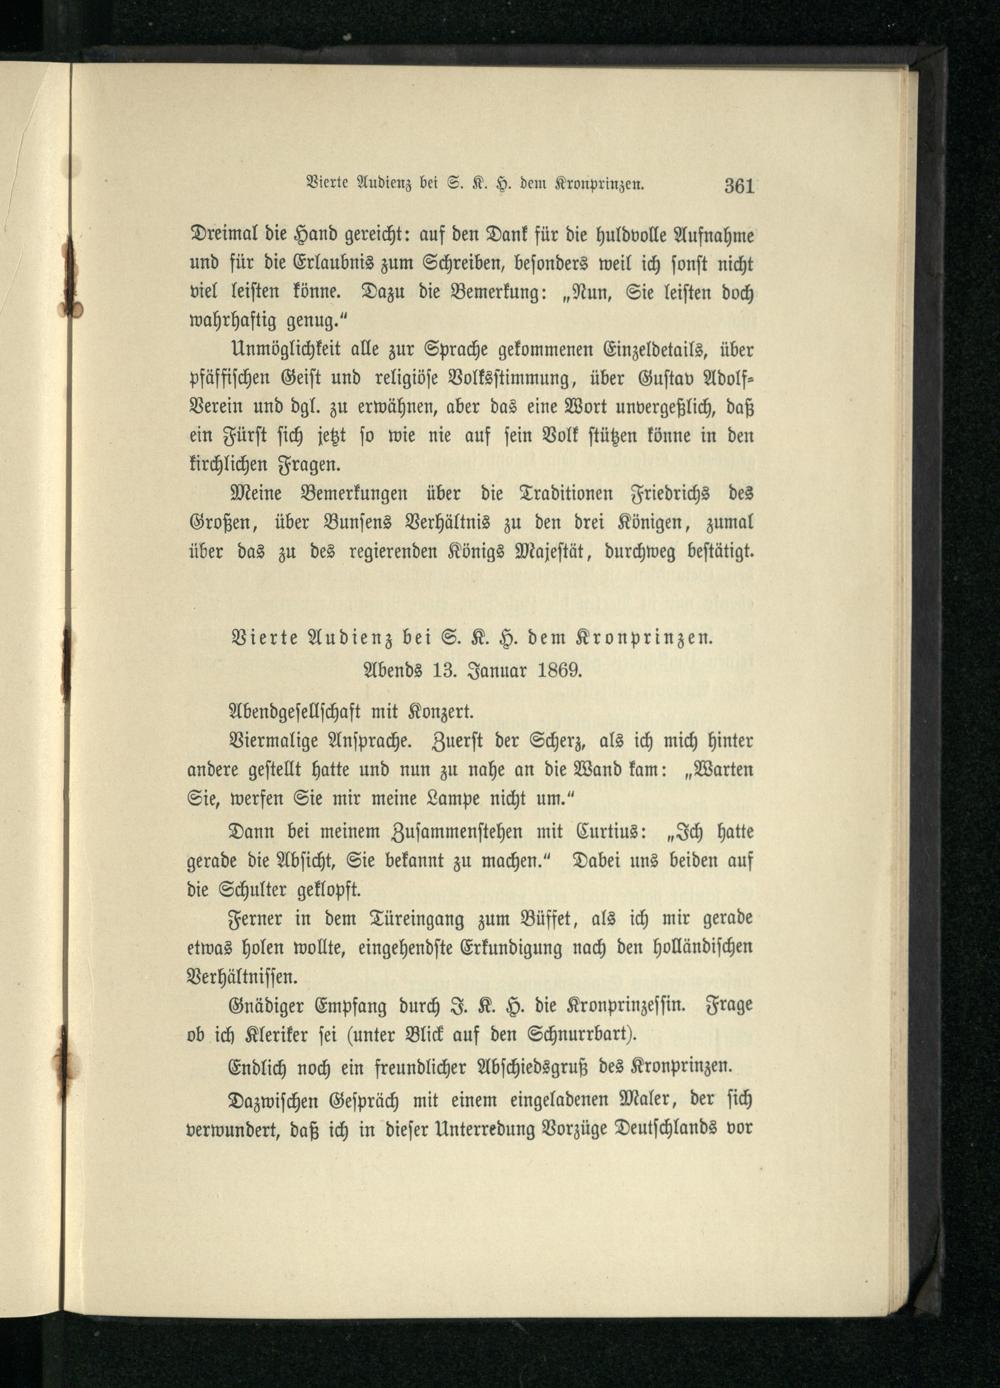 Vierte Audienz bei S. K. H. dem Kronprinzen. 361
Dreimal die Hand gereicht: auf den Dank für die huldvolle Aufnahme
und für die Erlaubnis zum Schreiben, besonders weil ich sonst nicht
viel leisten könne. Dazu die Bemerkung: „Nun, Sie leisten doch
wahrhaftig genug.“
Unmöglichkeit alle zur Sprache gekommenen Einzeldetails, über
pfäffischen Geist und religiöse Volksstimmung, über Gustav Adolf-
Verein und dgl. zu erwähnen, aber das eine Wort unvergeßlich, daß
ein Fürst sich jetzt so wie nie auf sein Volk stützen könne in den
kirchlichen Fragen.
Meine Bemerkungen über die Traditionen Friedrichs des
Großen, über Bunsens Verhältnis zu den drei Königen, zumal
über das zu des regierenden Königs Majestät, durchweg bestätigt.
Vierte Audienz bei S. K. H. dem Kronprinzen.
Abends 13. Januar 1869.
Abendgesellschaft mit Konzert.
Viermalige Ansprache. Zuerst der Scherz, als ich mich hinter
andere gestellt hatte und nun zu nahe an die Wand kam: „Warten
Sie, werfen Sie mir meine Lampe nicht um.“
Dann bei meinem Zusammenstehen mit Curtius: „Ich hatte
gerade die Absicht, Sie bekannt zu machen.“ Dabei uns beiden auf
die Schulter geklopft.
Ferner in dem Türeingang zum Büffet, als ich mir gerade
etwas holen wollte, eingehendste Erkundigung nach den holländischen
Verhältnissen.
Gnädiger Empfang durch J. K. H. die Kronprinzessin. Frage
ob ich Kleriker sei (unter Blick auf den Schnurrbart).
Endlich noch ein freundlicher Abschiedsgruß des Kronprinzen.
Dazwischen Gespräch mit einem eingeladenen Maler, der sich
verwundert, daß ich in dieser Unterredung Vorzüge Deutschlands vor